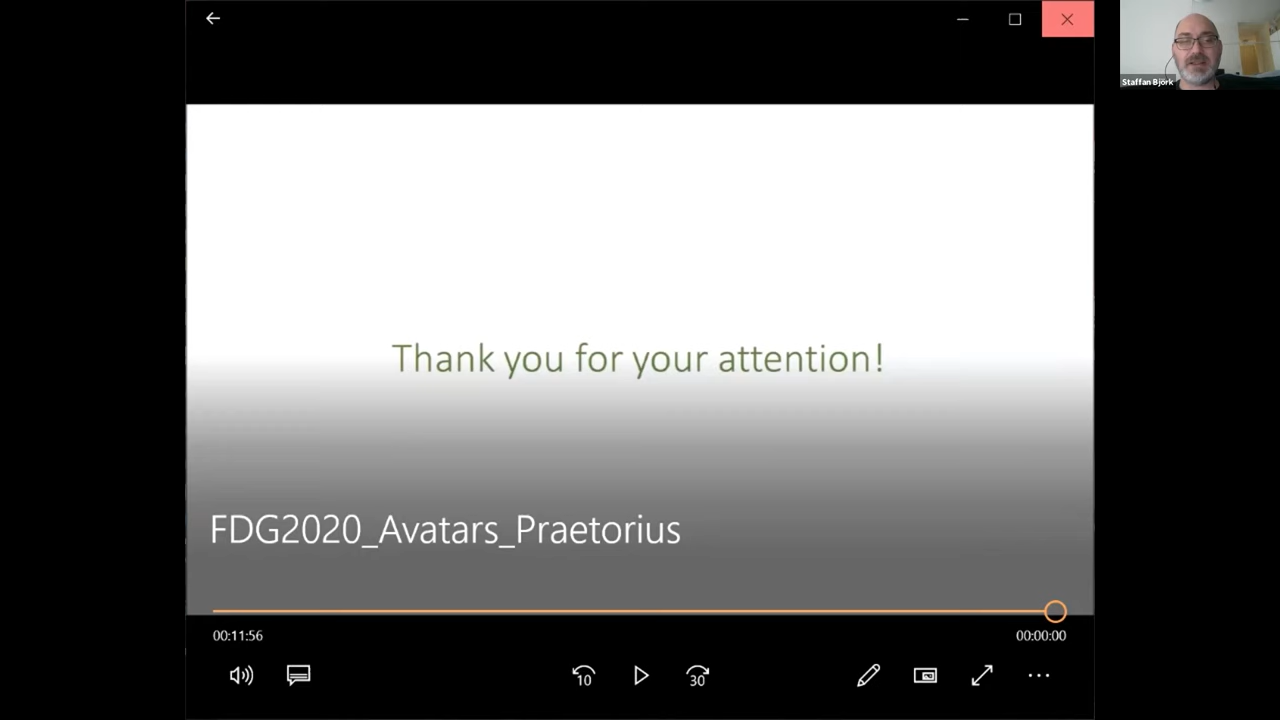 Staffan Björk
Thank you for your attention!
FDG2020_Avatars_Praetorius
00:11:56
00:00:00
10
30